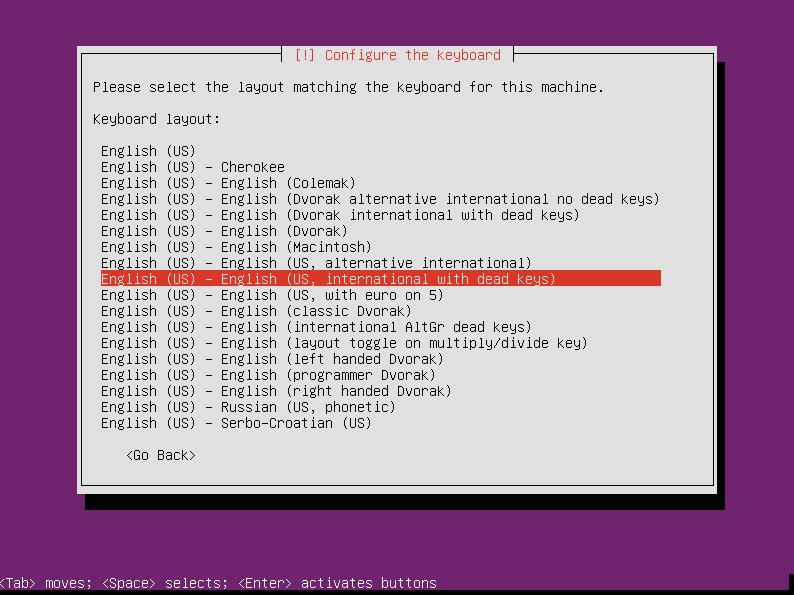 [!] Configure the keyboard
Please select the layout matching the keyboard for this machine.
Keyboard layout:
English (US)
English (US) - Cherokee
English (US) - English (Colemak)
English (US) - English (Dvorak alternative international no dead keys)
English (US) - English (Dvorak international with dead keys)
English (US) - English (Dvorak)
English (US) - English (Macintosh)
English (US) - English (US, alternative international)
English (US) - English (US, international with dead keys)
English (US) - English (US, with euro on 5)
English (US) - English (classic Dvorak)
English (US) - English (international AltGr dead keys)
English (US) - English (layout toggle on multiply/divide key)
English (US) - English (left handed Dvorak)
English (US) - English (programmer Dvorak)
English (US) - English (right handed Dvorak)
English (US) - Russian (US, phonetic)
English (US) - Serbo-Croatian (US)
<Go Back>
<Tab> moves; <Space> selects; <Enter> activates buttons